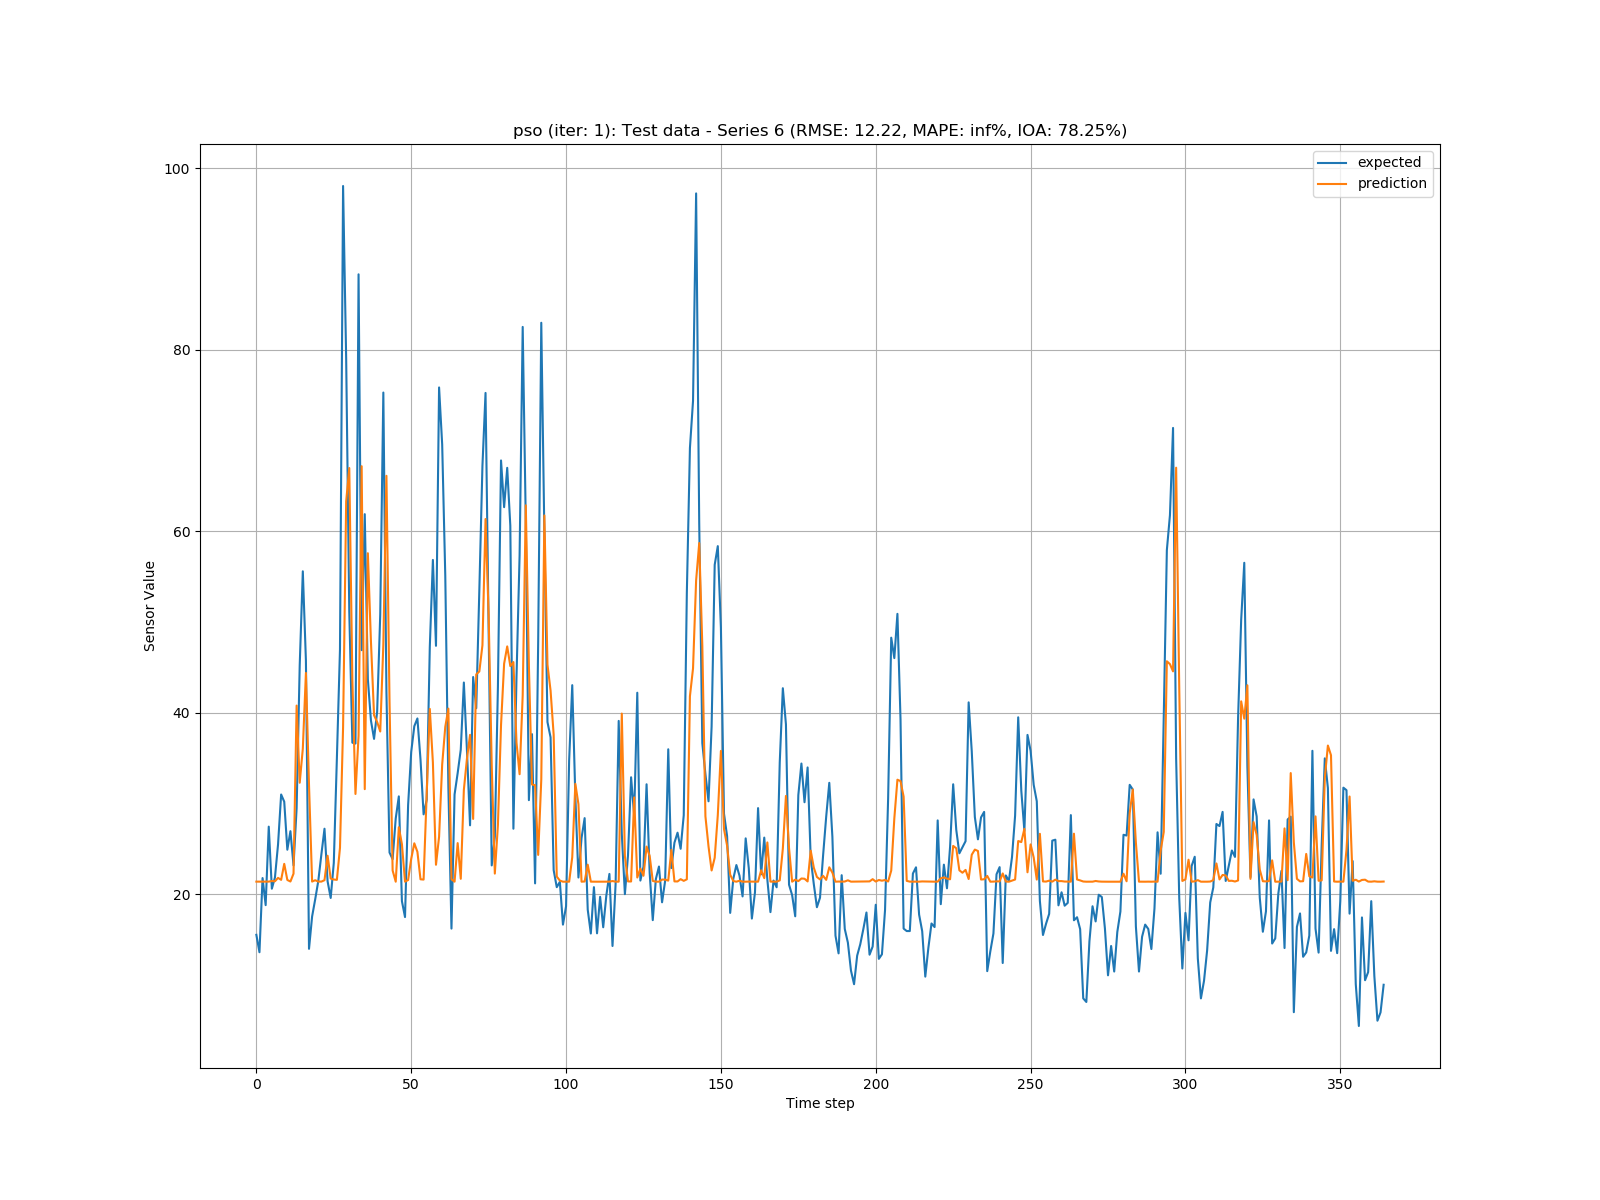 pso (iter: 1): Test data - Series 6 (RMSE: 12.22, MAPE: inf%, IOA: 78.25%)
expected
prediction
100
80
60
40
20
Sensor Value
0 50 100 150 200 250 300 350
Time step